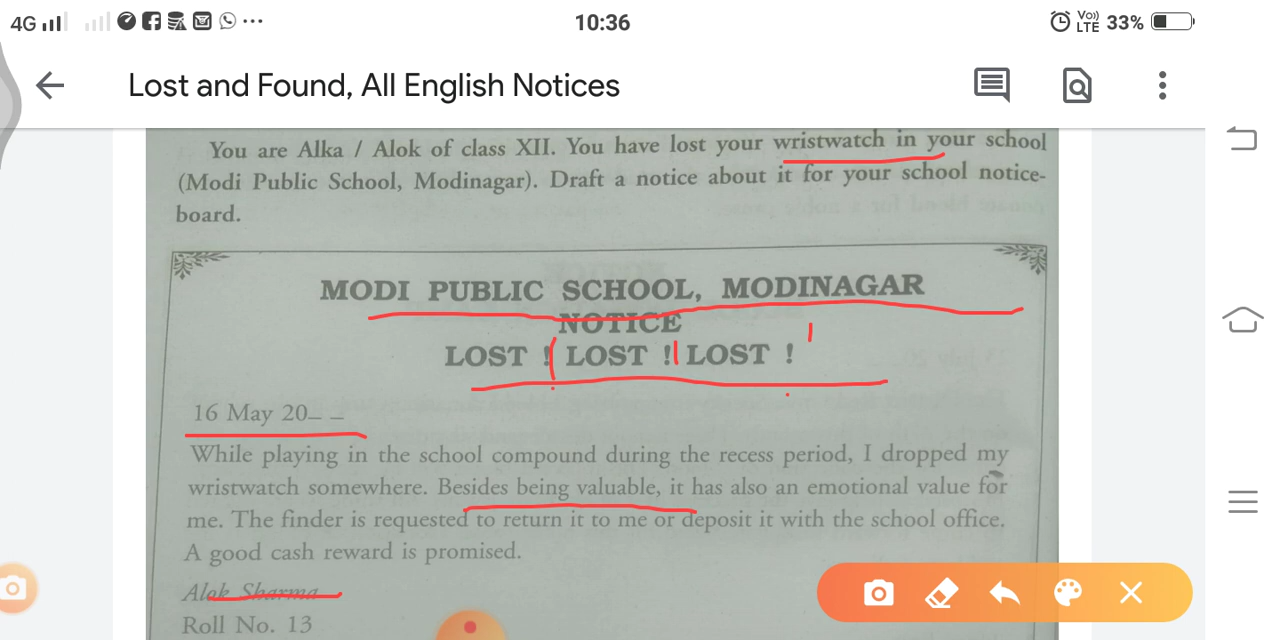 4G 10:36 Vo)) LTE 33%
Lost and Found, All English Notices
You are Alka / Alok of class XII. You have lost your wristwatch in your school
(Modi Public School, Modinagar). Draft a notice about it for your school notice-
board.
MODI PUBLIC SCHOOL, MODINAGAR
NOTICE
LOST ! LOST ! LOST !
16 May 20– –
While playing in the school compound during the recess period, I dropped my
wristwatch somewhere. Besides being valuable, it has also an emotional value for
me. The finder is requested to return it to me or deposit it with the school office.
A good cash reward is promised.
Alok Sharma
Roll No. 13